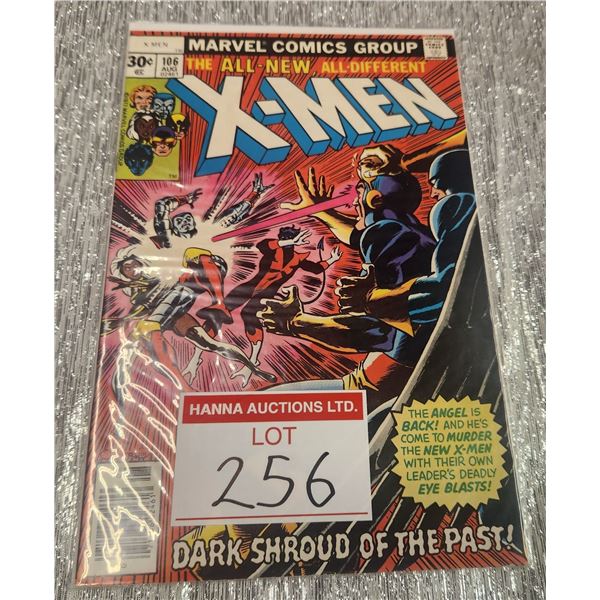 X-MEN
MARVEL COMICS GROUP
30¢
106
AUG
02461
THE ALL-NEW ALL-DIFFERENT
X-MEN
TM
HANNA AUCTIONS LTD.
LOT
256
THE ANGEL IS
BACK! AND HE'S
COME TO MURDER
THE NEW X-MEN
WITH THEIR OWN
LEADER'S DEADLY
EYE BLASTS!
DARK SHROUD OF THE PAST!